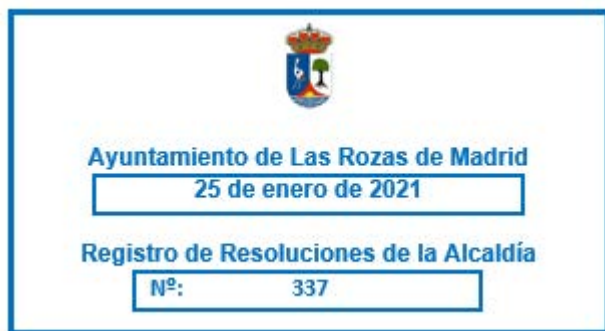 Ayuntamiento de Las Rozas de Madrid
25 de enero de 2021
Registro de Resoluciones de la Alcaldía
Nº: 337